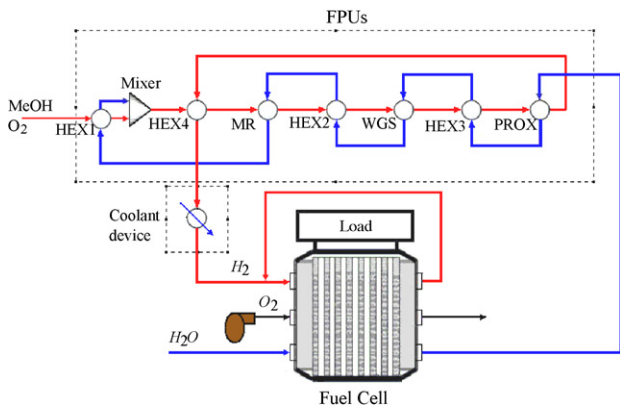 FPUs
Mixer
MeOH
O2
HEX1
HEX4
MR
HEX2
WGS
HEX3
PROX
Coolant
device
Load
H2
O2
H2O
Fuel Cell